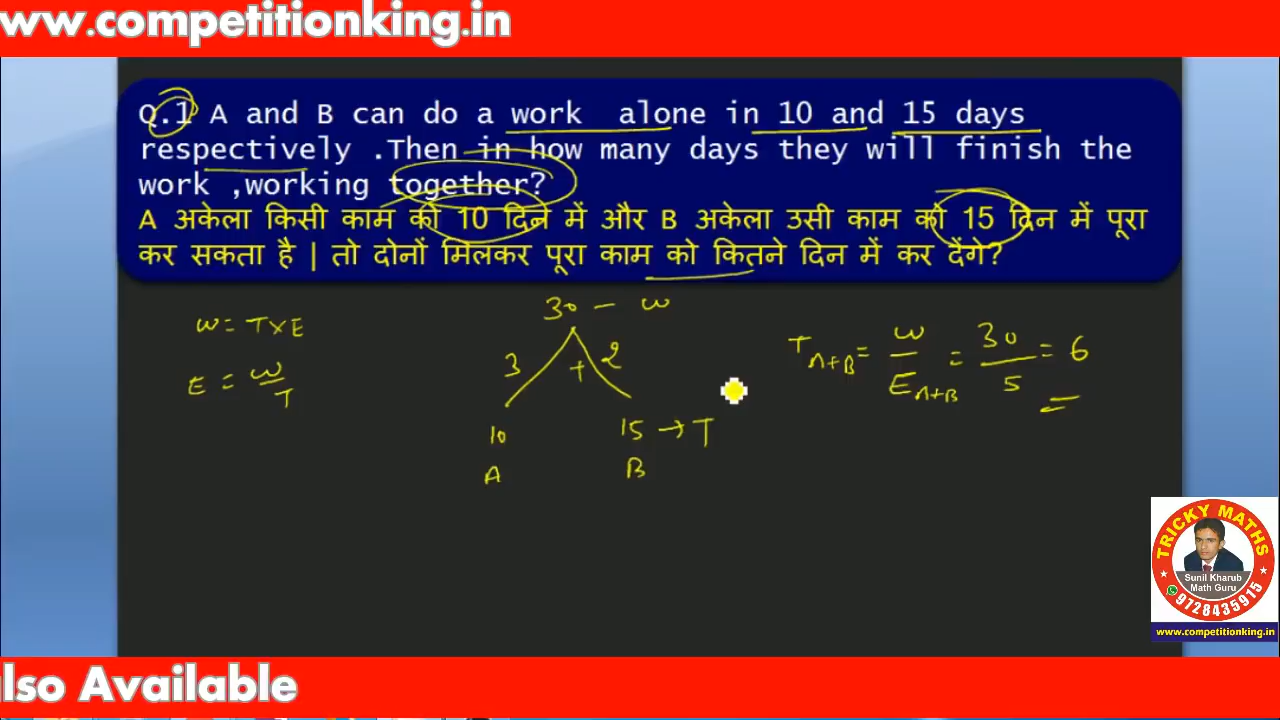 ww.competitionking.in
Q.1 A and B can do a work alone in 10 and 15 days
respectively .Then in how many days they will finish the
work ,working together?
A अकेला किसी काम को 10 दिन में और B अकेला उसी काम को 15 दिन में पूरा
कर सकता है | तो दोनों मिलकर पूरा काम को कितने दिन में कर देंगे?
30 - W
W = T×E
E = W/T
3 + 2
10 15 → T
A B
T A+B = W/E A+B = 30/5 = 6
TRICKY MATHS
Sunil Kharub
Math Guru
9728435915
www.competitionking.in
lso Available